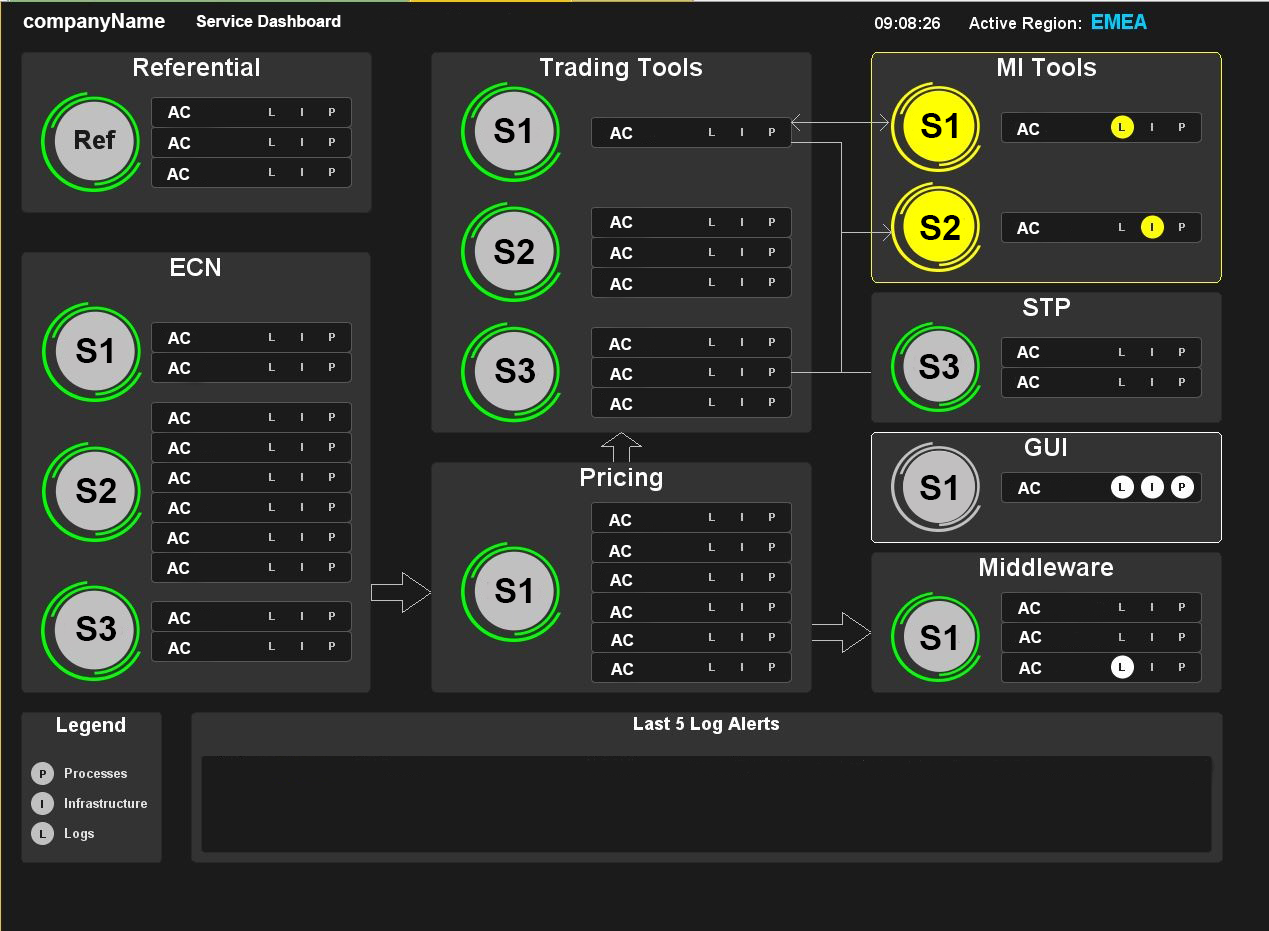 companyName Service Dashboard 09:08:26 Active Region: EMEA
Referential
Ref
AC L I P
AC L I P
AC L I P
ECN
S1
AC L I P
AC L I P
S2
AC L I P
AC L I P
AC L I P
AC L I P
AC L I P
AC L I P
S3
AC L I P
AC L I P
Trading Tools
S1
AC L I P
S2
AC L I P
AC L I P
AC L I P
S3
AC L I P
AC L I P
AC L I P
Pricing
S1
AC L I P
AC L I P
AC L I P
AC L I P
AC L I P
AC L I P
MI Tools
S1
AC L I P
S2
AC L I P
STP
S3
AC L I P
AC L I P
GUI
S1
AC L I P
Middleware
S1
AC L I P
AC L I P
AC L I P
Legend
P Processes
I Infrastructure
L Logs
Last 5 Log Alerts